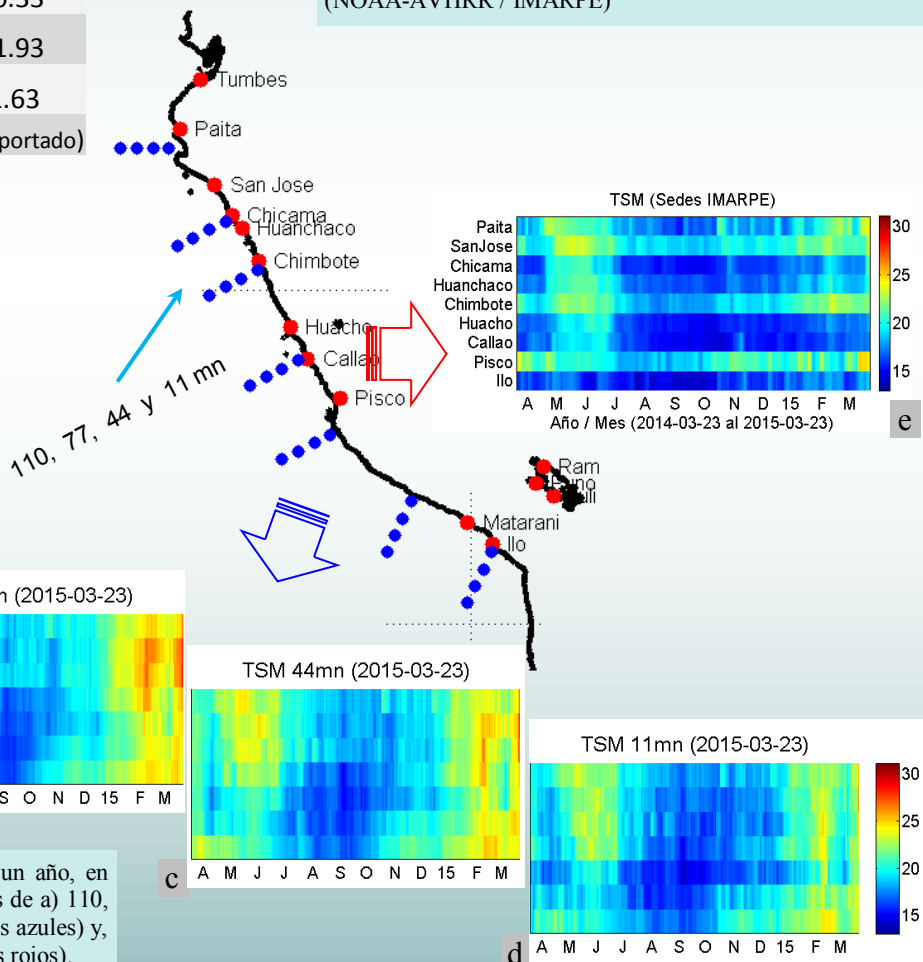 1.93
.63
portado)
(NOAA-AVHRR / IMARPE)
Tumbes
Paita
San Jose
Chicama
Huanchaco
Chimbote
Huacho
Callao
Pisco
110, 77, 44 y 11 mn
Ram
Puno
Matarani
Ilo
TSM (Sedes IMARPE)
Paita
SanJose
Chicama
Huanchaco
Chimbote
Huacho
Callao
Pisco
Ilo
30
25
20
15
A M J J A S O N D 15 F M
Año / Mes (2014-03-23 al 2015-03-23)
e
n (2015-03-23)
S O N D 15 F M
TSM 44mn (2015-03-23)
A M J J A S O N D 15 F M
c
TSM 11mn (2015-03-23)
30
25
20
15
A M J J A S O N D 15 F M
d
un año, en
s de a) 110,
s azules) y,
s rojos).